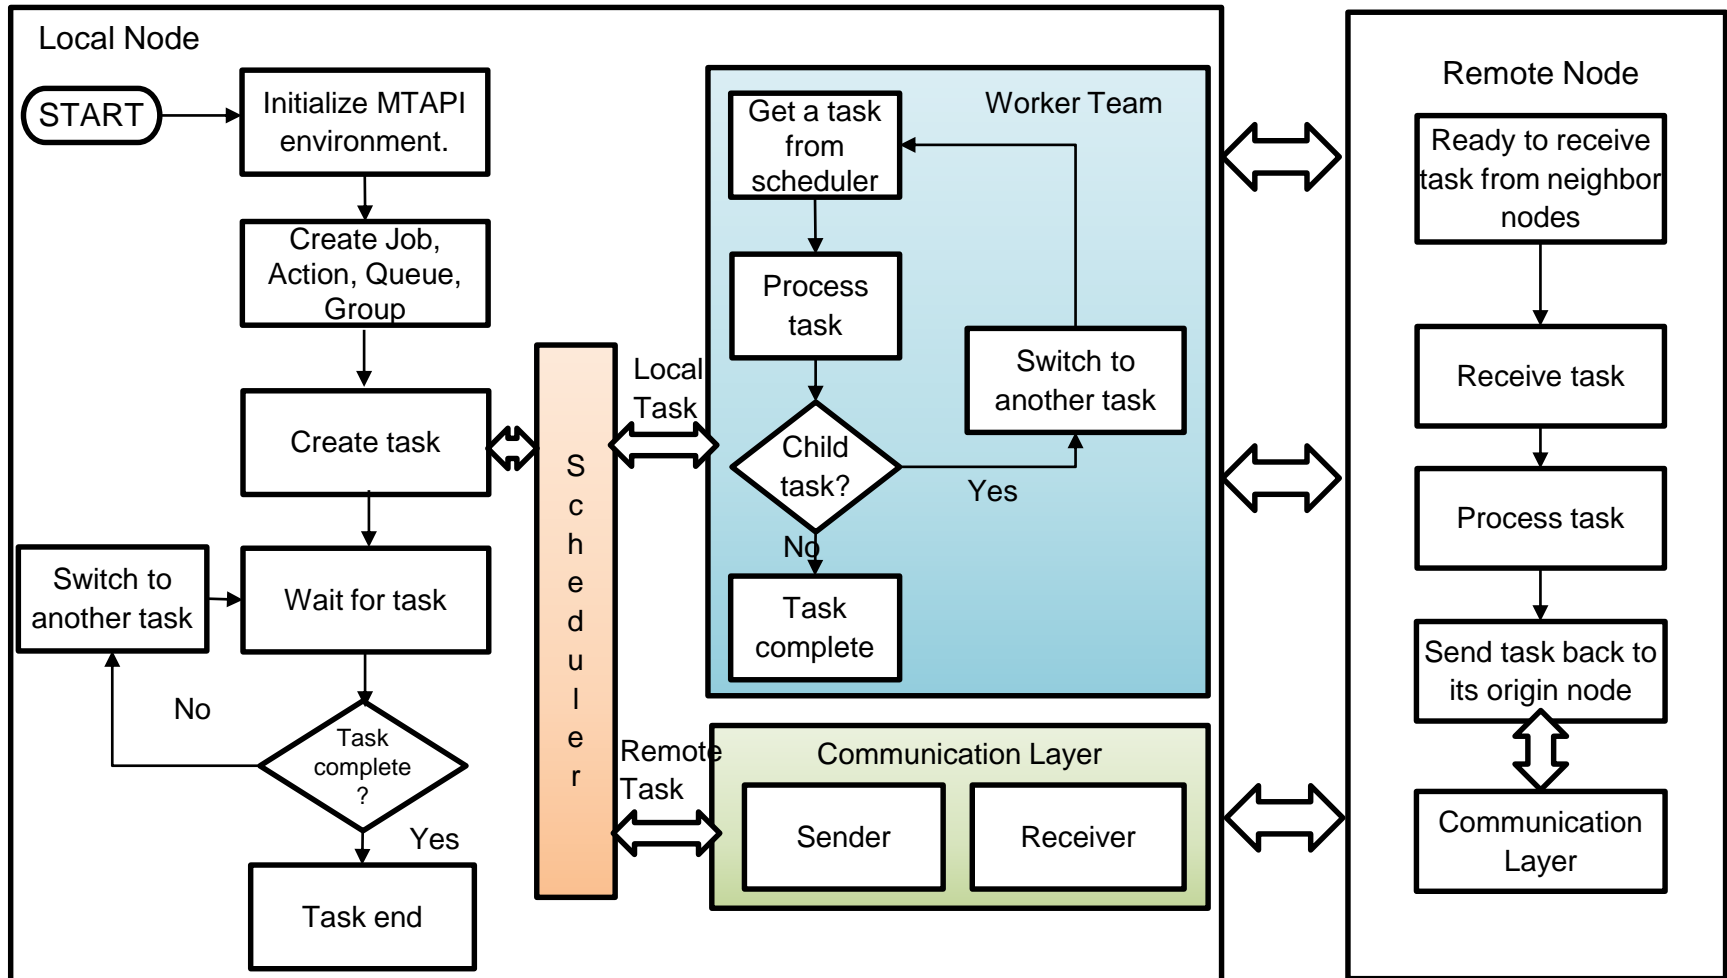 Local Node
START
Initialize MTAPI
environment.
Create Job,
Action, Queue,
Group
Create task
Switch to
another task
Wait for task
No
Task
complete
?
Yes
Task end
S
c
h
e
d
u
l
e
r
Local
Task
Remote
Task
Worker Team
Get a task
from
scheduler
Process
task
Switch to
another task
Child
task?
Yes
No
Task
complete
Communication Layer
Sender
Receiver
Remote Node
Ready to receive
task from neighbor
nodes
Receive task
Process task
Send task back to
its origin node
Communication
Layer